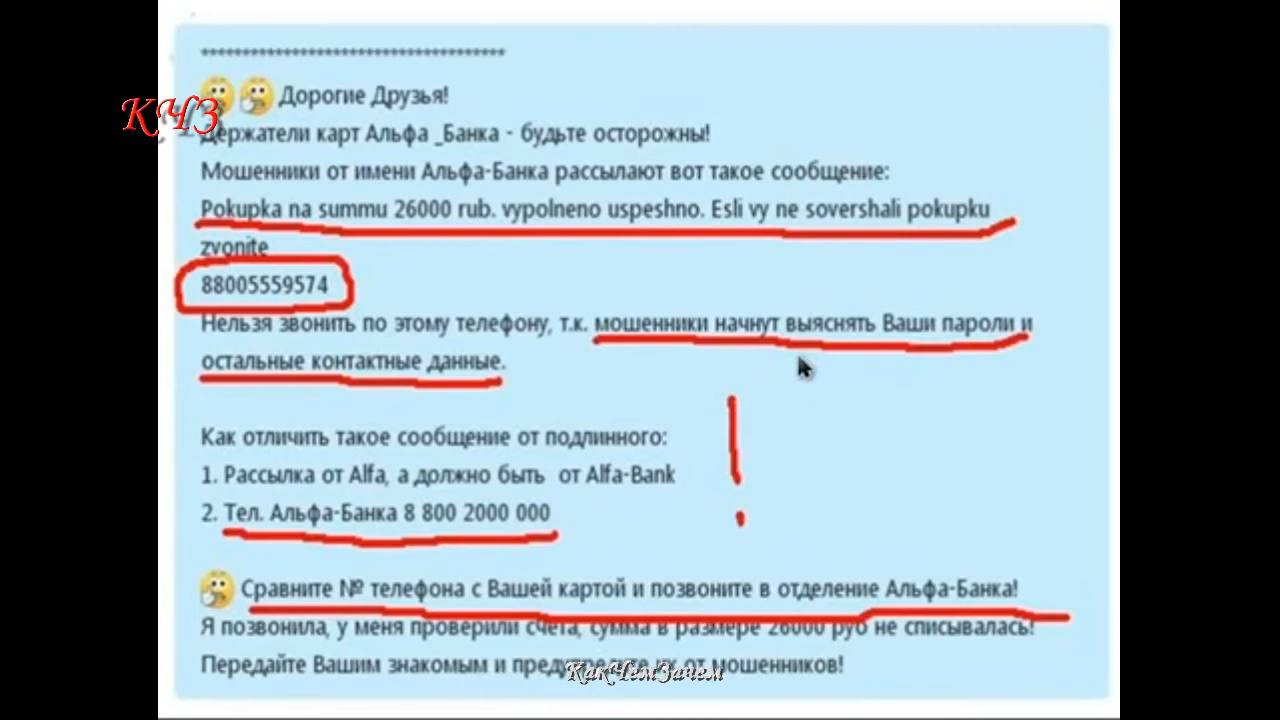 ************************************
Дорогие Друзья!
КЧЗ
Держатели карт Альфа _Банка - будьте осторожны!
Мошенники от имени Альфа-Банка рассылают вот такое сообщение:
Pokupka na summu 26000 rub. vypolneno uspeshno. Esli vy ne sovershali pokupku
zvonite
88005559574
Нельзя звонить по этому телефону, т.к. мошенники начнут выяснять Ваши пароли и
остальные контактные данные.
Как отличить такое сообщение от подлинного:
1. Рассылка от Alfa, а должно быть от Alfa-Bank
2. Тел. Альфа-Банка 8 800 2000 000
Сравните № телефона с Вашей картой и позвоните в отделение Альфа-Банка!
Я позвонила, у меня проверили счета, сумма в размере 26000 руб не списывалась!
Передайте Вашим знакомым и от мошенников!
КакЧемЗачем